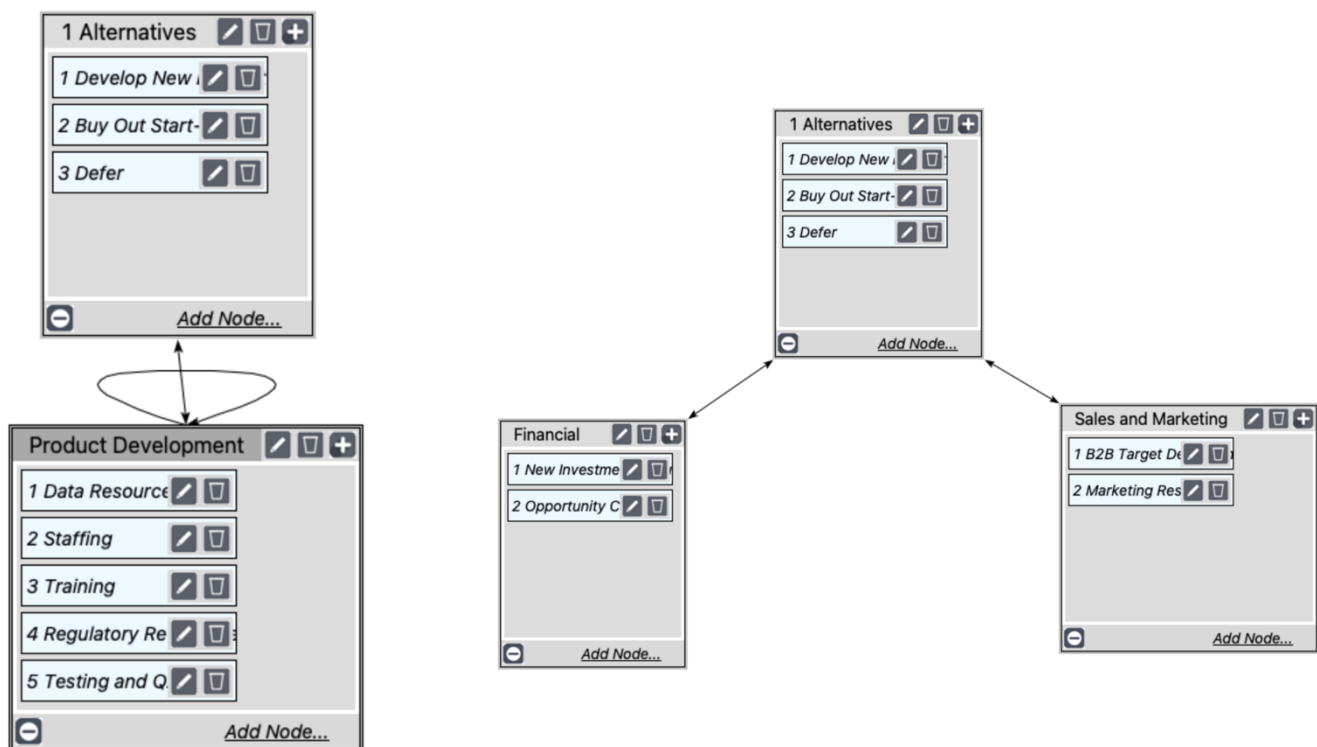 1 Alternatives
1 Develop New
2 Buy Out Start-
3 Defer
Add Node...
Product Development
1 Data Resource
2 Staffing
3 Training
4 Regulatory Re
5 Testing and Q
Add Node...
1 Alternatives
1 Develop New
2 Buy Out Start-
3 Defer
Add Node...
Financial
1 New Investme
2 Opportunity C
Add Node...
Sales and Marketing
1 B2B Target De
2 Marketing Res
Add Node...